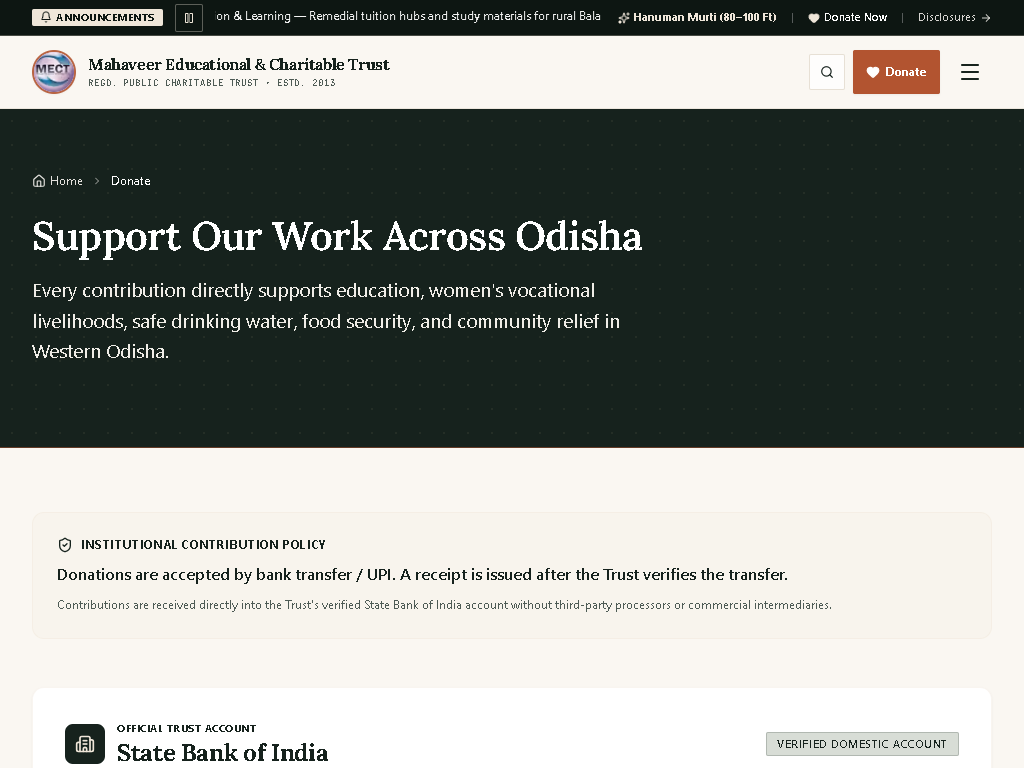 ANNOUNCEMENTS
on & Learning — Remedial tuition hubs and study materials for rural Bala
Hanuman Murti (80–100 Ft)
Donate Now
Disclosures →
MECT
Mahaveer Educational & Charitable Trust
REGD. PUBLIC CHARITABLE TRUST • ESTD. 2013
Donate
Home > Donate
Support Our Work Across Odisha
Every contribution directly supports education, women's vocational
livelihoods, safe drinking water, food security, and community relief in
Western Odisha.
INSTITUTIONAL CONTRIBUTION POLICY
Donations are accepted by bank transfer / UPI. A receipt is issued after the Trust verifies the transfer.
Contributions are received directly into the Trust's verified State Bank of India account without third-party processors or commercial intermediaries.
OFFICIAL TRUST ACCOUNT
State Bank of India
VERIFIED DOMESTIC ACCOUNT